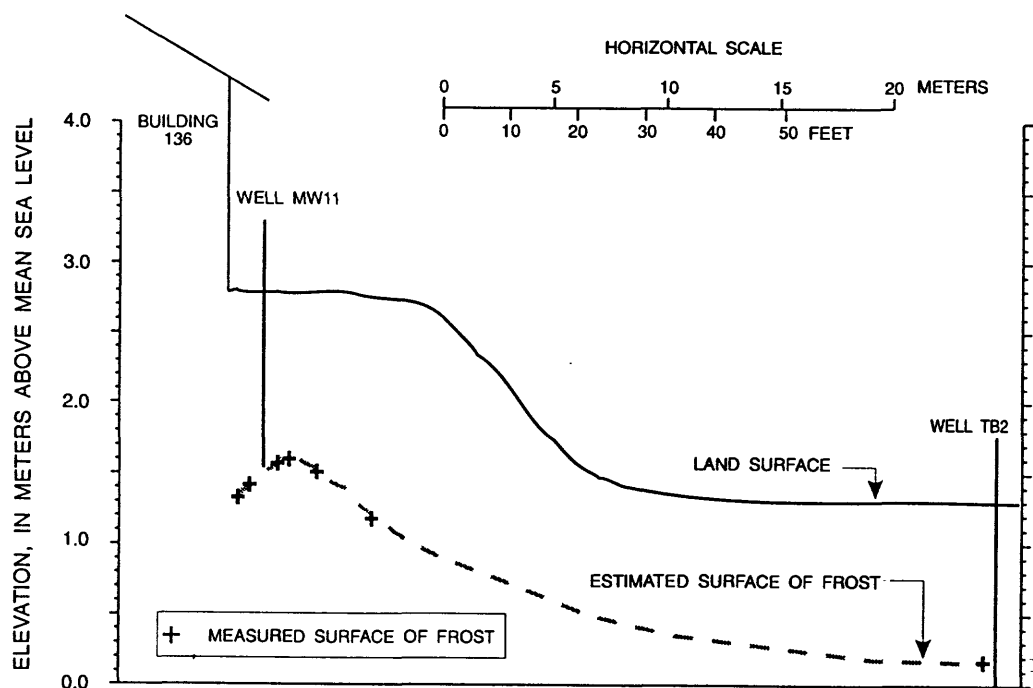 HORIZONTAL SCALE
0 5 10 15 20 METERS
0 10 20 30 40 50 FEET
ELEVATION, IN METERS ABOVE MEAN SEA LEVEL
4.0
3.0
2.0
1.0
0.0
BUILDING
136
WELL MW11
WELL TB2
LAND SURFACE
ESTIMATED SURFACE OF FROST
+ MEASURED SURFACE OF FROST